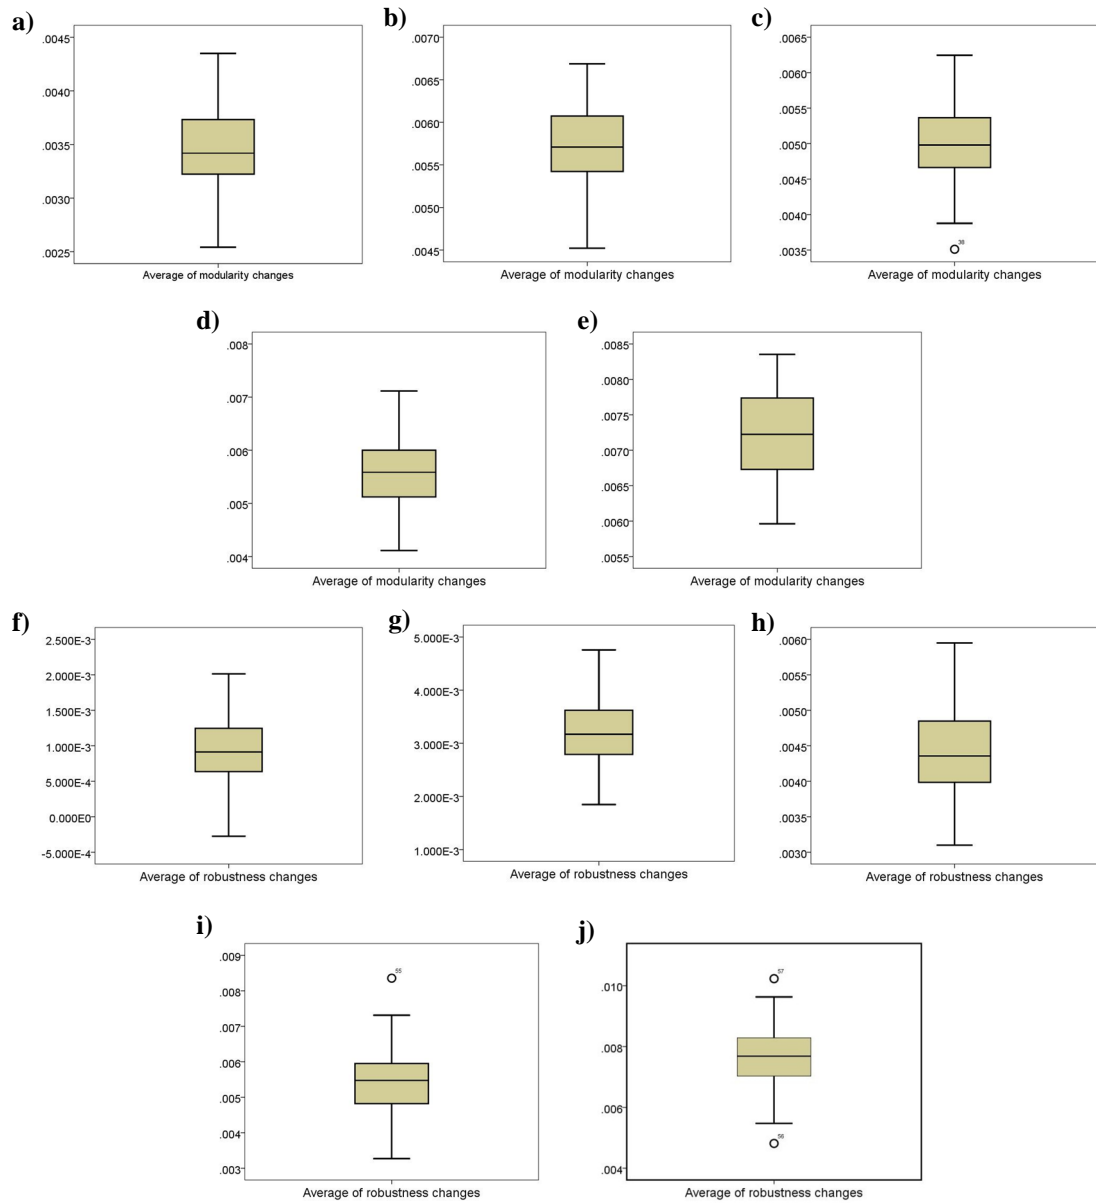 a)
.0045
.0040
.0035
.0030
.0025
Average of modularity changes
b)
.0070
.0065
.0060
.0055
.0050
.0045
Average of modularity changes
c)
.0065
.0060
.0055
.0050
.0045
.0040
.0035
38
Average of modularity changes
d)
.008
.007
.006
.005
.004
Average of modularity changes
e)
.0085
.0080
.0075
.0070
.0065
.0060
.0055
Average of modularity changes
f)
2.500E-3
2.000E-3
1.500E-3
1.000E-3
5.000E-4
0.000E0
-5.000E-4
Average of robustness changes
g)
5.000E-3
4.000E-3
3.000E-3
2.000E-3
1.000E-3
Average of robustness changes
h)
.0060
.0055
.0050
.0045
.0040
.0035
.0030
Average of robustness changes
i)
.009
.008
.007
.006
.005
.004
.003
55
Average of robustness changes
j)
.010
.008
.006
.004
57
56
Average of robustness changes